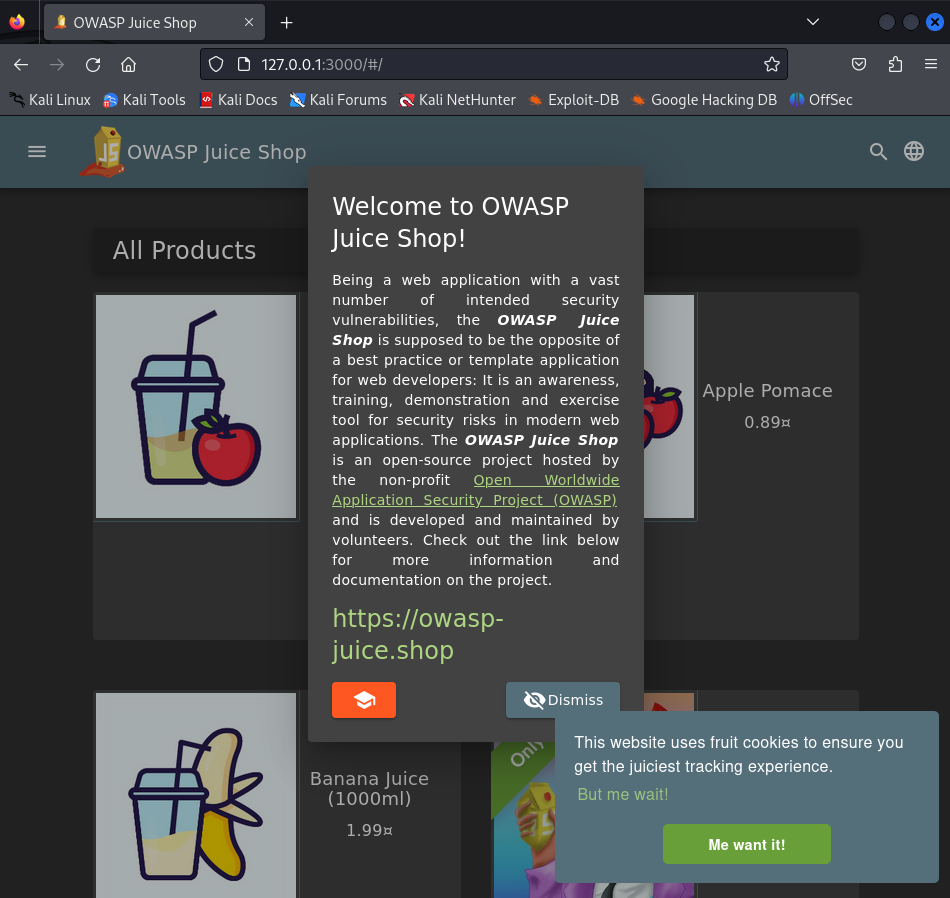 OWASP Juice Shop
127.0.0.1:3000/#/
Kali Linux Kali Tools Kali Docs Kali Forums Kali NetHunter Exploit-DB Google Hacking DB OffSec
JS OWASP Juice Shop
All Products
Apple Pomace
0.89¤
Welcome to OWASP
Juice Shop!
Being a web application with a vast
number of intended security
vulnerabilities, the OWASP Juice
Shop is supposed to be the opposite of
a best practice or template application
for web developers: It is an awareness,
training, demonstration and exercise
tool for security risks in modern web
applications. The OWASP Juice Shop
is an open-source project hosted by
the non-profit Open Worldwide
Application Security Project (OWASP)
and is developed and maintained by
volunteers. Check out the link below
for more information and
documentation on the project.
https://owasp-
juice.shop
Dismiss
Banana Juice
(1000ml)
1.99¤
Only
This website uses fruit cookies to ensure you
get the juiciest tracking experience.
But me wait!
Me want it!